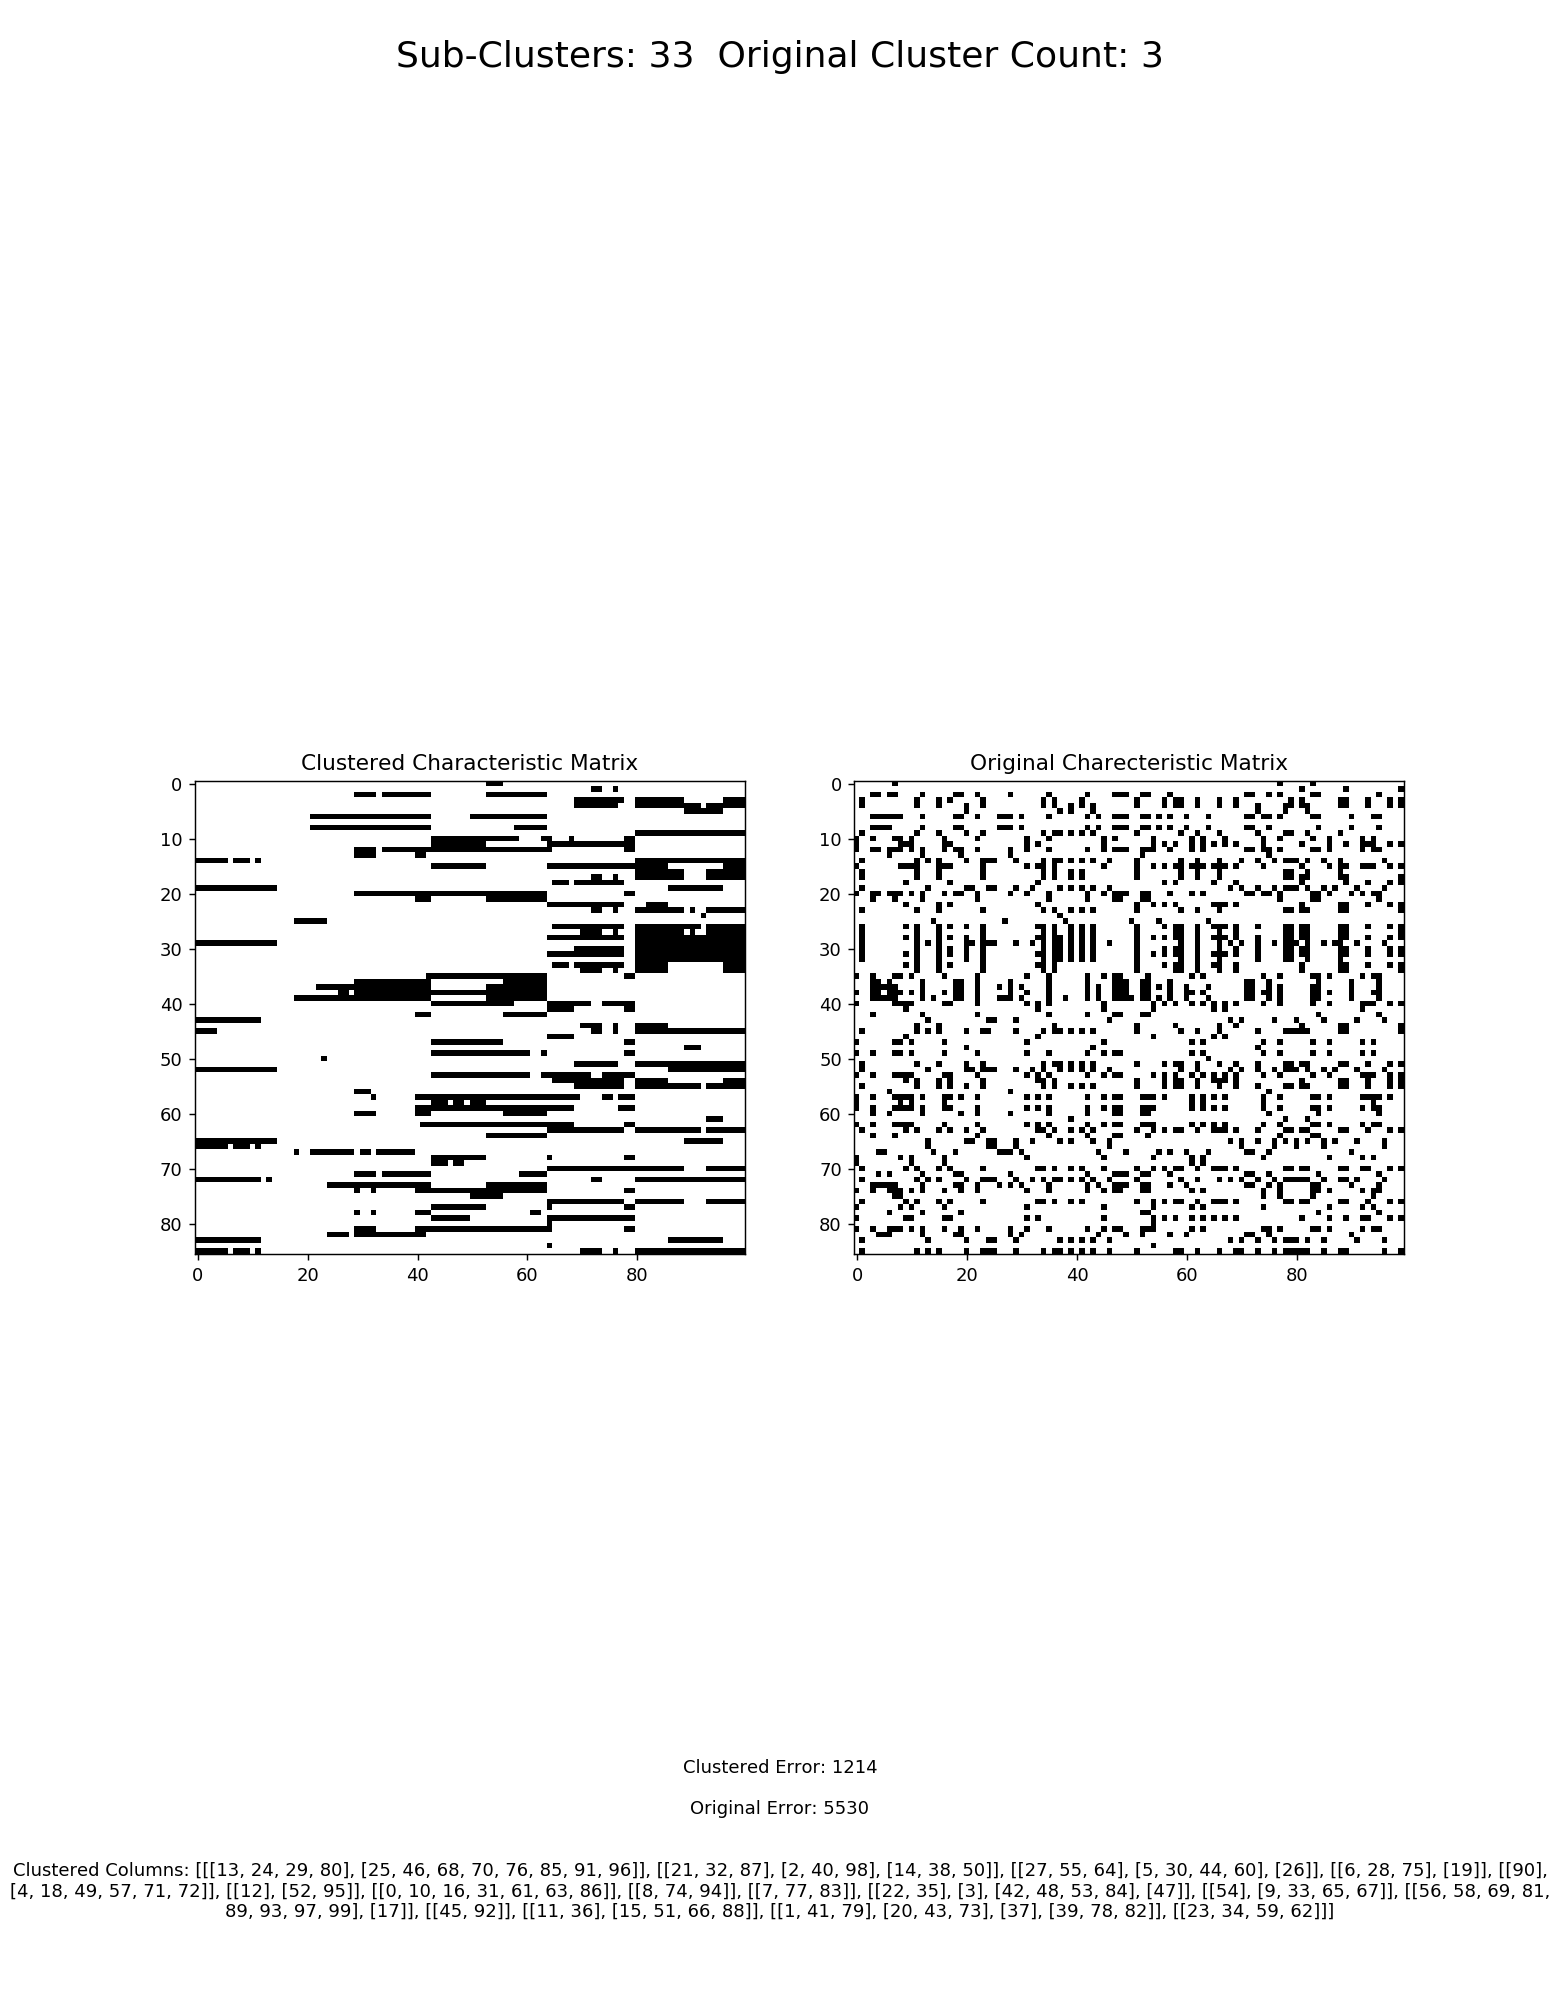 Sub-Clusters: 33  Original Cluster Count: 3
Clustered Characteristic Matrix
0
10
20
30
40
50
60
70
80
0 20 40 60 80
Original Charecteristic Matrix
0
10
20
30
40
50
60
70
80
0 20 40 60 80
Clustered Error: 1214
Original Error: 5530
Clustered Columns: [[[13, 24, 29, 80], [25, 46, 68, 70, 76, 85, 91, 96]], [[21, 32, 87], [2, 40, 98], [14, 38, 50]], [[27, 55, 64], [5, 30, 44, 60], [26]], [[6, 28, 75], [19]], [[90],
[4, 18, 49, 57, 71, 72]], [[12], [52, 95]], [[0, 10, 16, 31, 61, 63, 86]], [[8, 74, 94]], [[7, 77, 83]], [[22, 35], [3], [42, 48, 53, 84], [47]], [[54], [9, 33, 65, 67]], [[56, 58, 69, 81,
89, 93, 97, 99], [17]], [[45, 92]], [[11, 36], [15, 51, 66, 88]], [[1, 41, 79], [20, 43, 73], [37], [39, 78, 82]], [[23, 34, 59, 62]]]